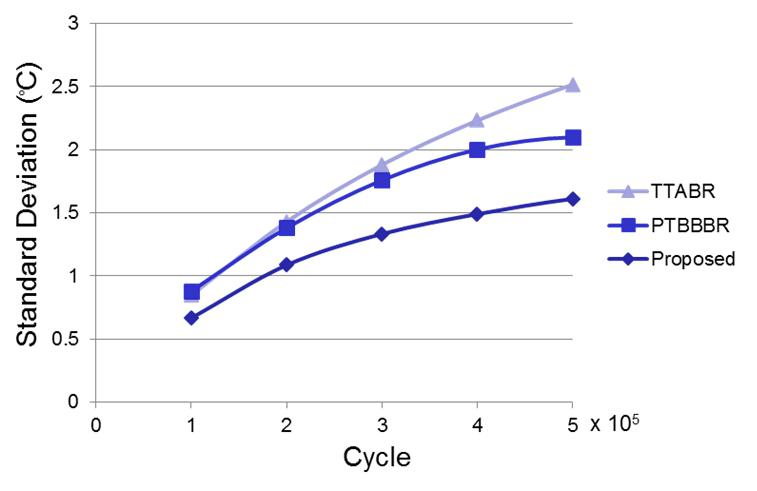 3
2.5
2
1.5
1
0.5
0
Standard Deviation (°C)
0 1 2 3 4 5 x 10⁵
Cycle
TTABR
PTBBBR
Proposed